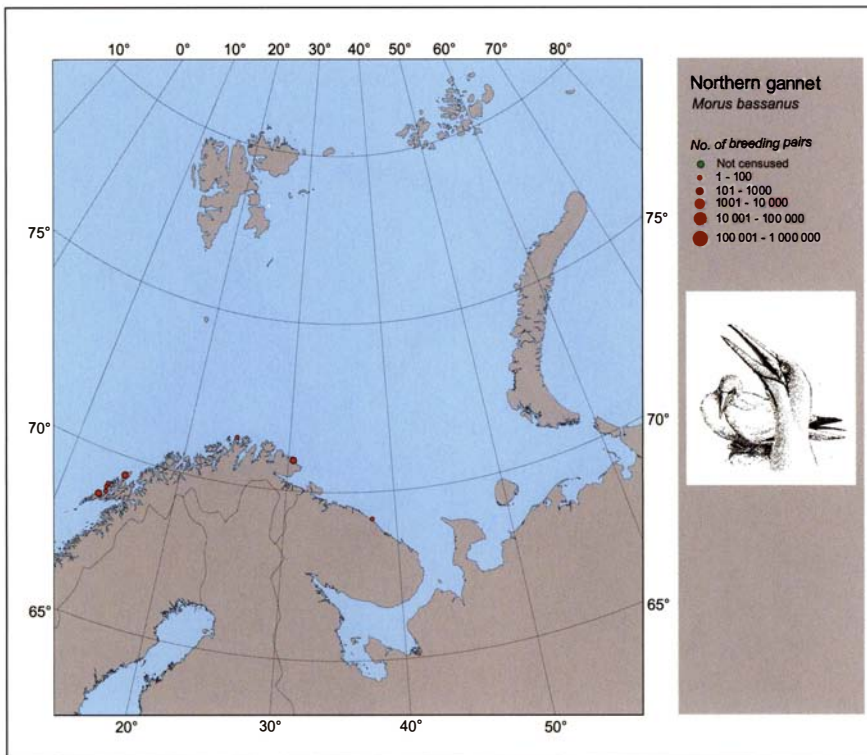 10° 0° 10° 20° 30° 40° 50° 60° 70° 80°
75° 75°
70° 70°
65° 65°
20° 30° 40° 50°
Northern gannet
Morus bassanus
No. of breeding pairs
Not censused
1 - 100
101 - 1000
1001 - 10 000
10 001 - 100 000
100 001 - 1 000 000